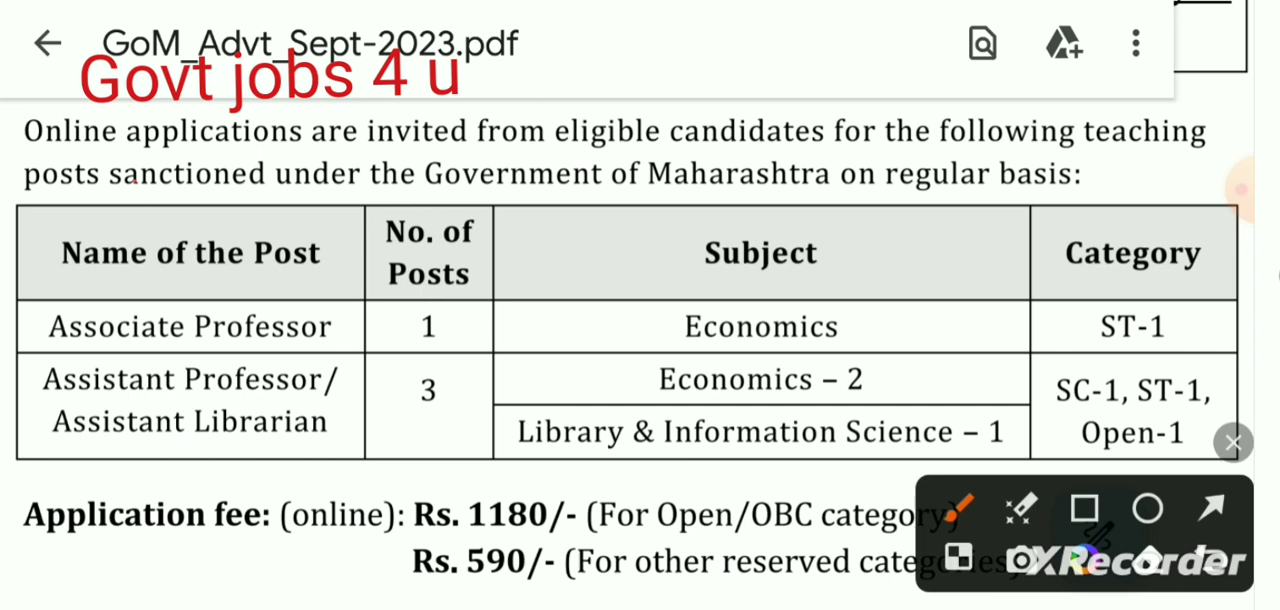 GoM_Advt_Sept-2023.pdf
Govt jobs 4 u
Online applications are invited from eligible candidates for the following teaching
posts sanctioned under the Government of Maharashtra on regular basis:
Name of the Post
No. of
Posts
Subject
Category
Associate Professor
1
Economics
ST-1
Assistant Professor/
Assistant Librarian
3
Economics – 2
Library & Information Science – 1
SC-1, ST-1,
Open-1
Application fee: (online): Rs. 1180/- (For Open/OBC category)
Rs. 590/- (For other reserved categories)
XRecorder